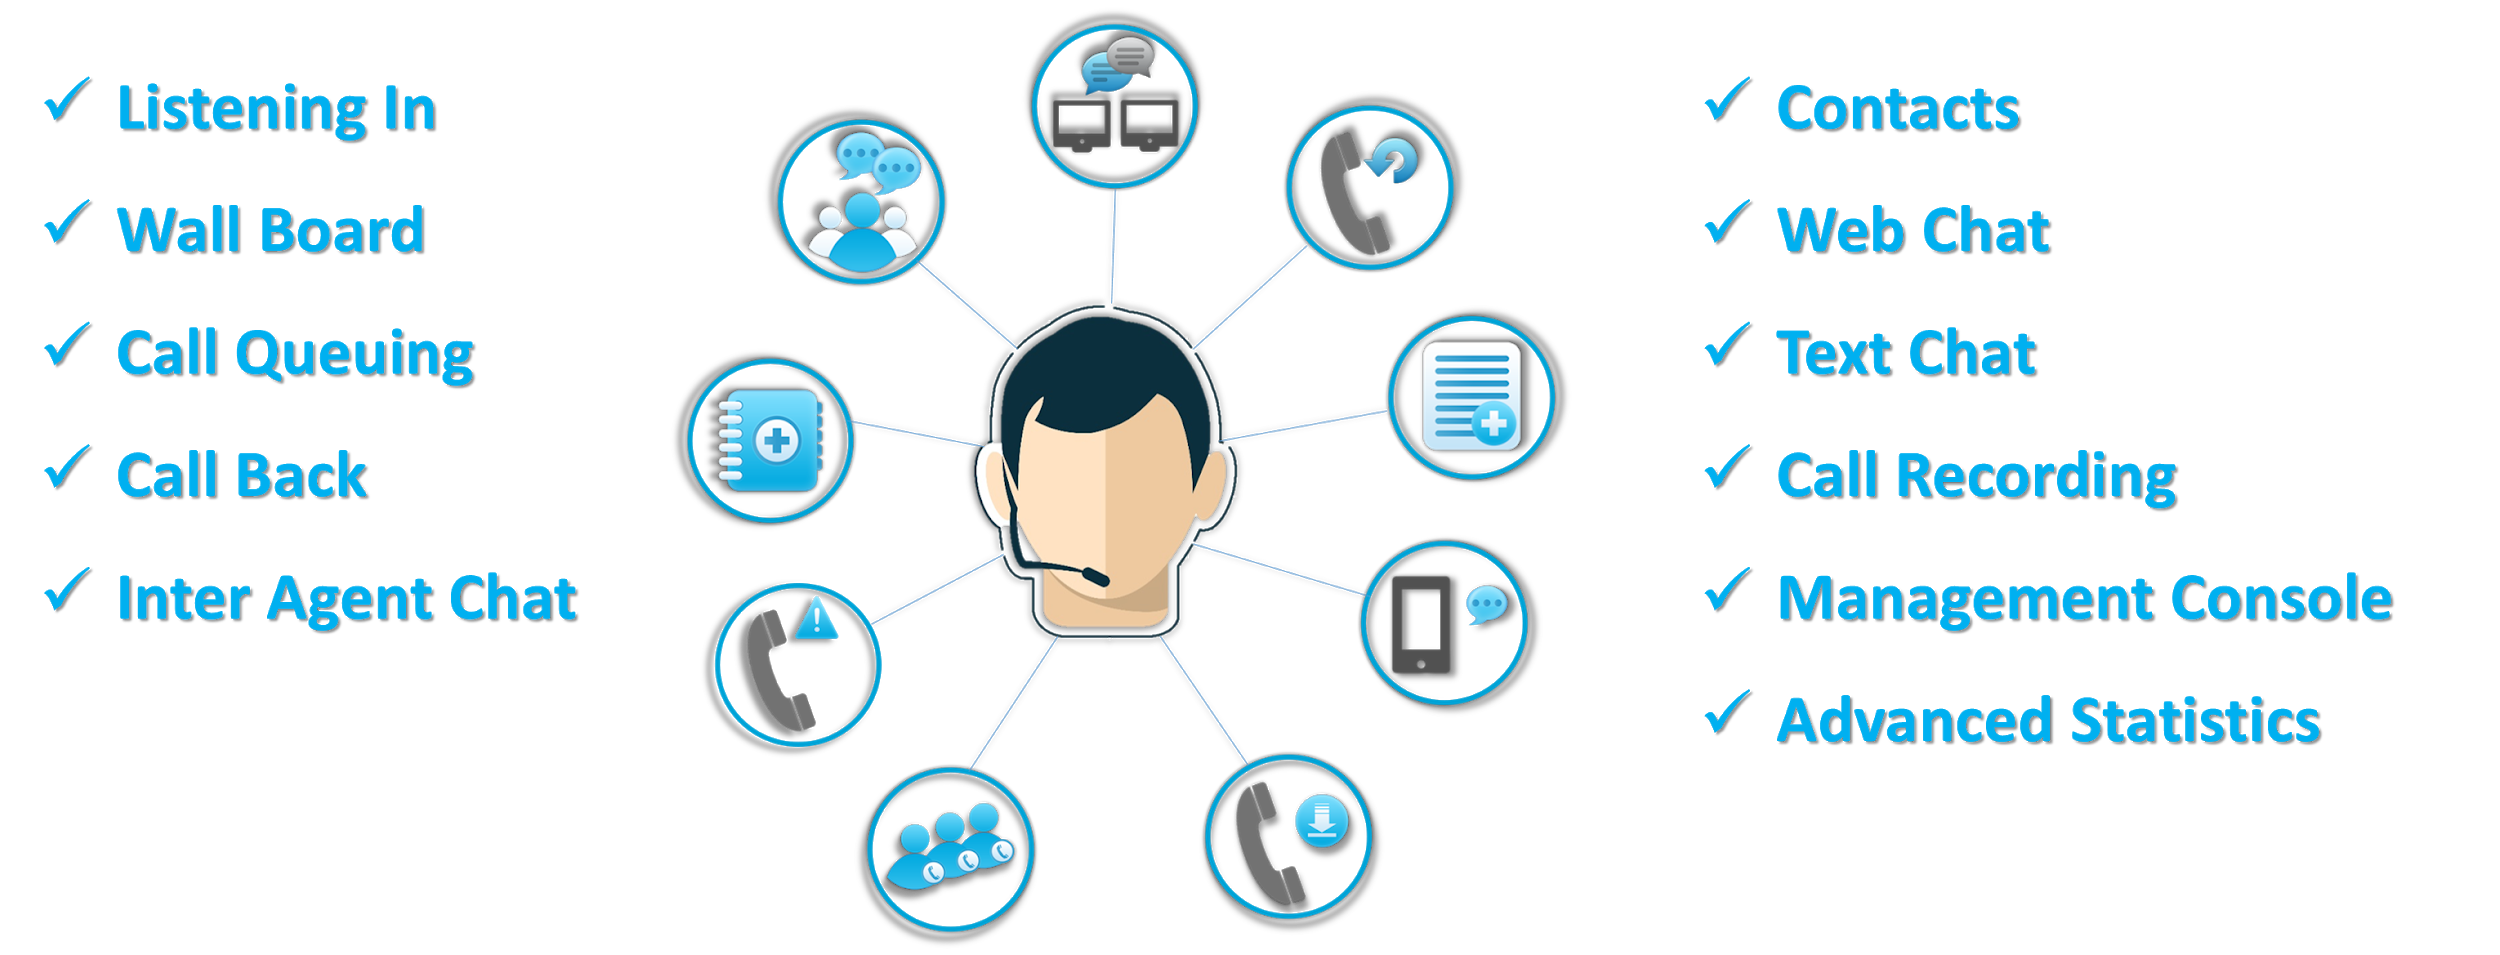 Listening In
Wall Board
Call Queuing
Call Back
Inter Agent Chat
Contacts
Web Chat
Text Chat
Call Recording
Management Console
Advanced Statistics